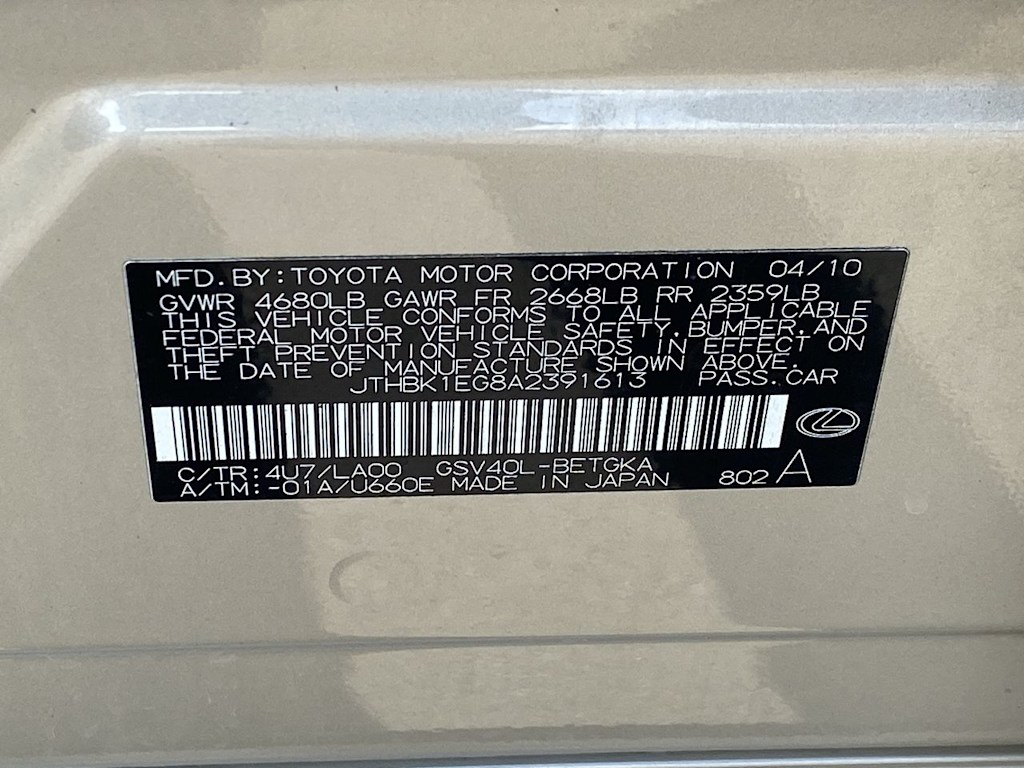 MFD.BY:TOYOTA MOTOR CORPORATION 04/10
GVWR 4680LB GAWR FR 2668LB RR 2359LB
THIS VEHICLE CONFORMS TO ALL APPLICABLE
FEDERAL MOTOR VEHICLE SAFETY,BUMPER,AND
THEFT PREVENTION STANDARDS IN EFFECT ON
THE DATE OF MANUFACTURE SHOWN ABOVE.
JTHBK1EG8A2391613 PASS.CAR
C/TR:4U7/LA00 GSV40L-BETGKA
A/TM:-01A/U660E MADE IN JAPAN 802 A